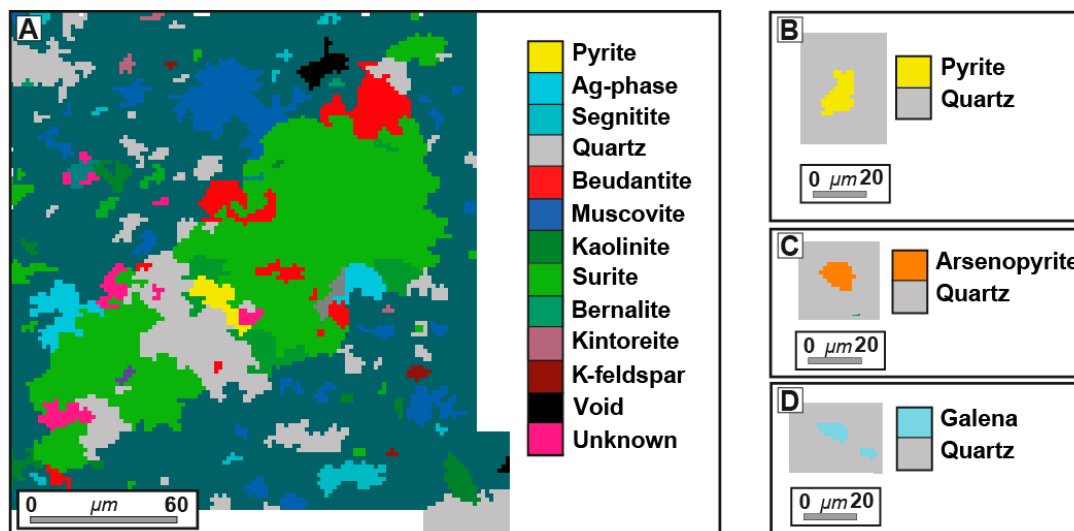 A
Pyrite
Ag-phase
Segnitite
Quartz
Beudantite
Muscovite
Kaolinite
Surite
Bernalite
Kintoreite
K-feldspar
Void
Unknown
0 µm 60
B
Pyrite
Quartz
0 µm 20
C
Arsenopyrite
Quartz
0 µm 20
D
Galena
Quartz
0 µm 20